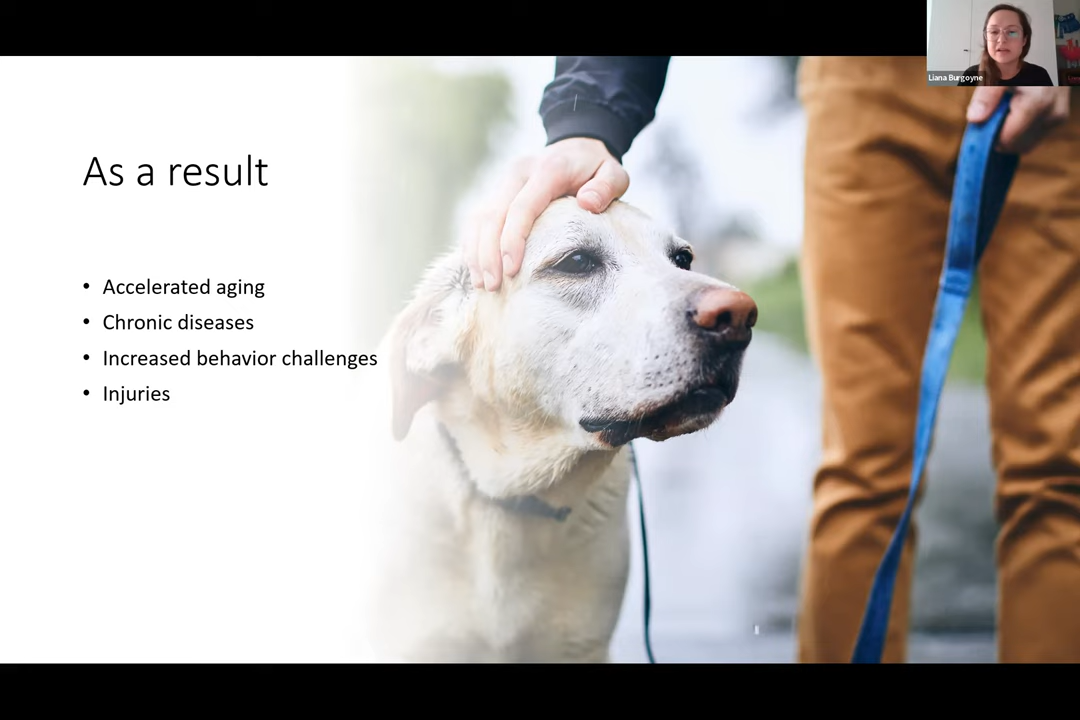 Liana Burgoyne
As a result
• Accelerated aging
• Chronic diseases
• Increased behavior challenges
• Injuries